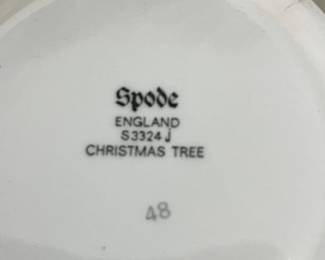 Spode
ENGLAND
S3324 J
CHRISTMAS TREE
48